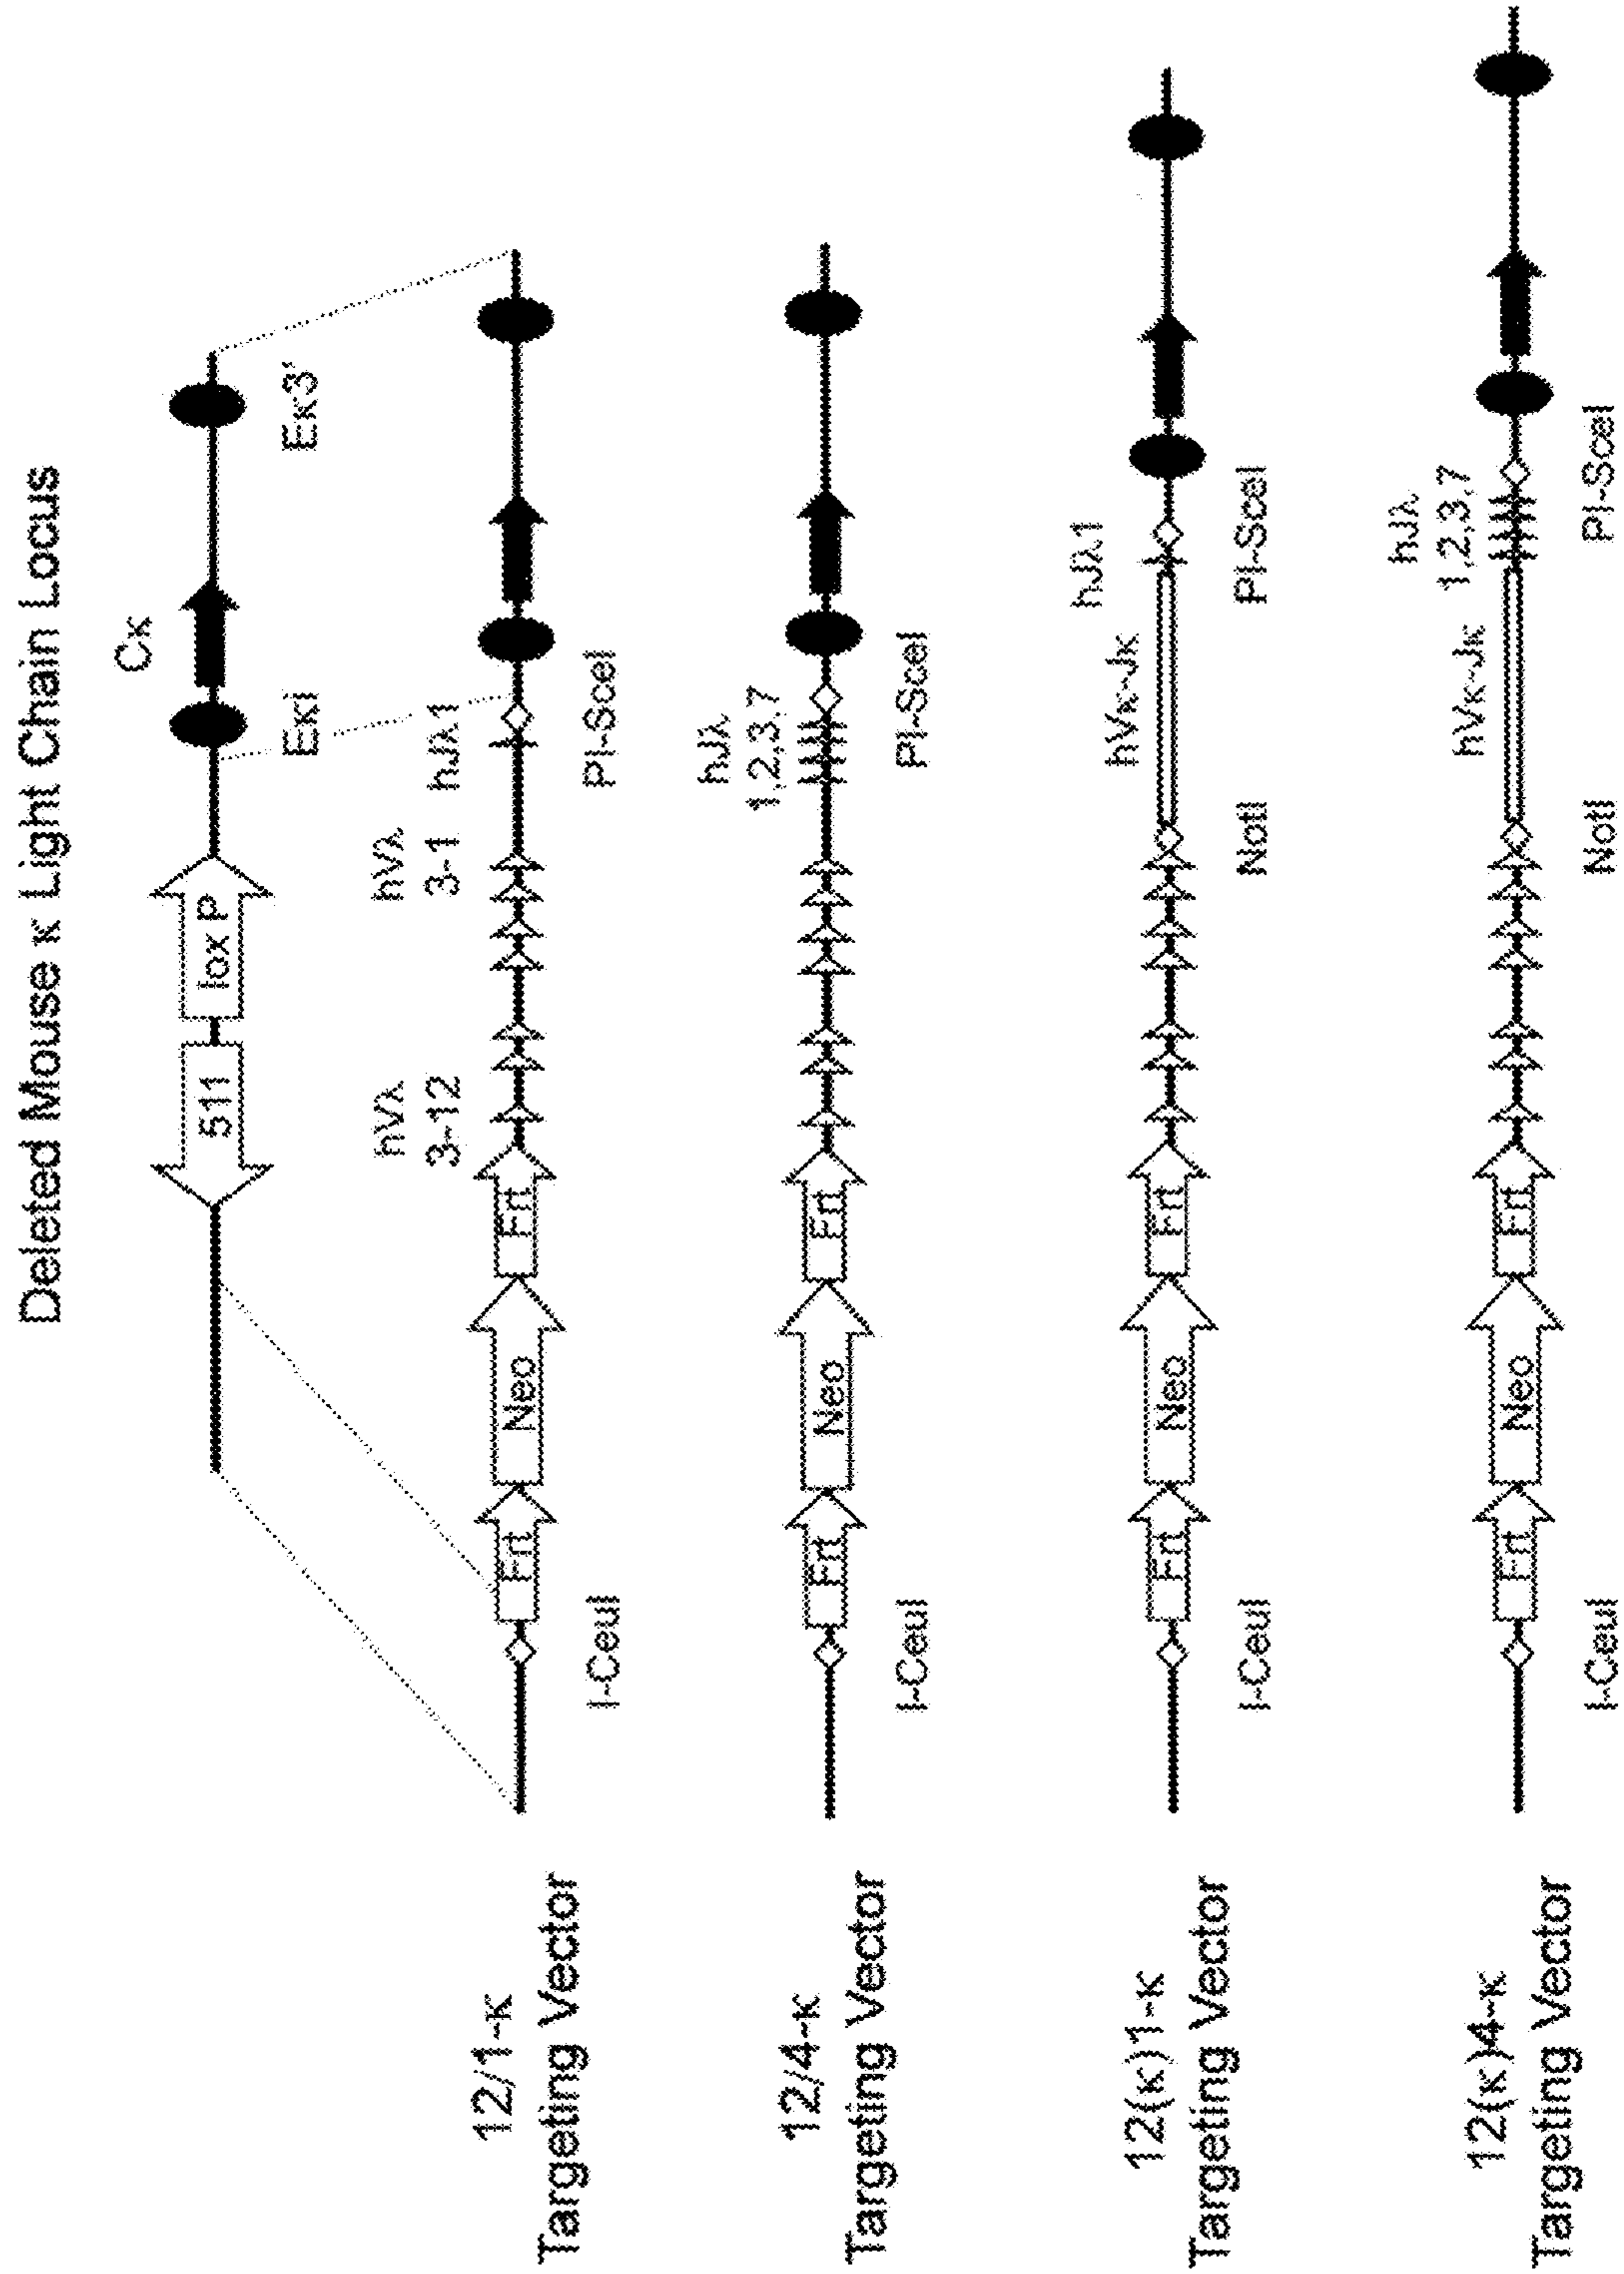 Deleted Mouse κ Light Chain Locus
511
lox P
Eκi
Cκ
Eκ3'
12/1-κ
Targeting Vector
I-CeuI
Frt
Neo
Frt
hVλ
3-12
hVλ
3-1
hJλ1
PI-SceI
12/4-κ
Targeting Vector
I-CeuI
Frt
Neo
Frt
hJλ
1,2,3,7
PI-SceI
12(κ)1-κ
Targeting Vector
I-CeuI
Frt
Neo
Frt
NotI
hVκ-Jκ
hJλ1
PI-SceI
12(κ)4-κ
Targeting Vector
I-CeuI
Frt
Neo
Frt
NotI
hVκ-Jκ
hJλ
1,2,3,7
PI-SceI